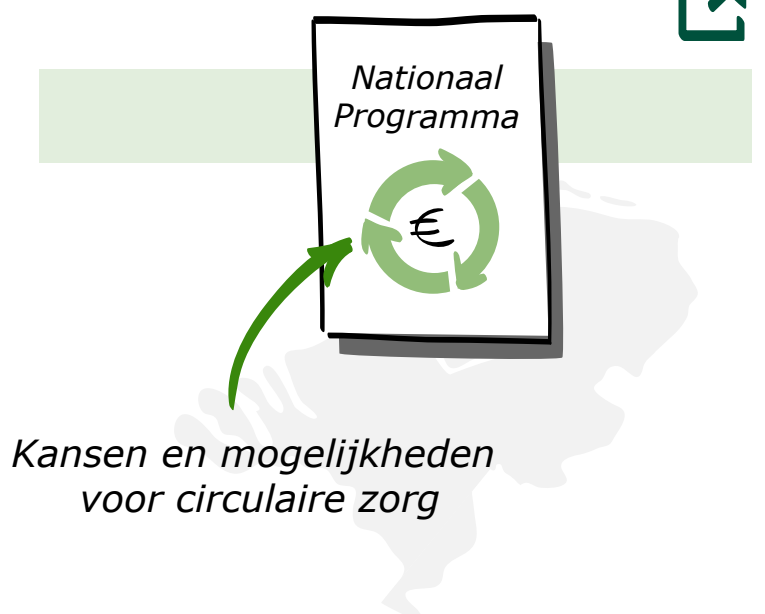 Nationaal
Programma
€
Kansen en mogelijkheden
voor circulaire zorg